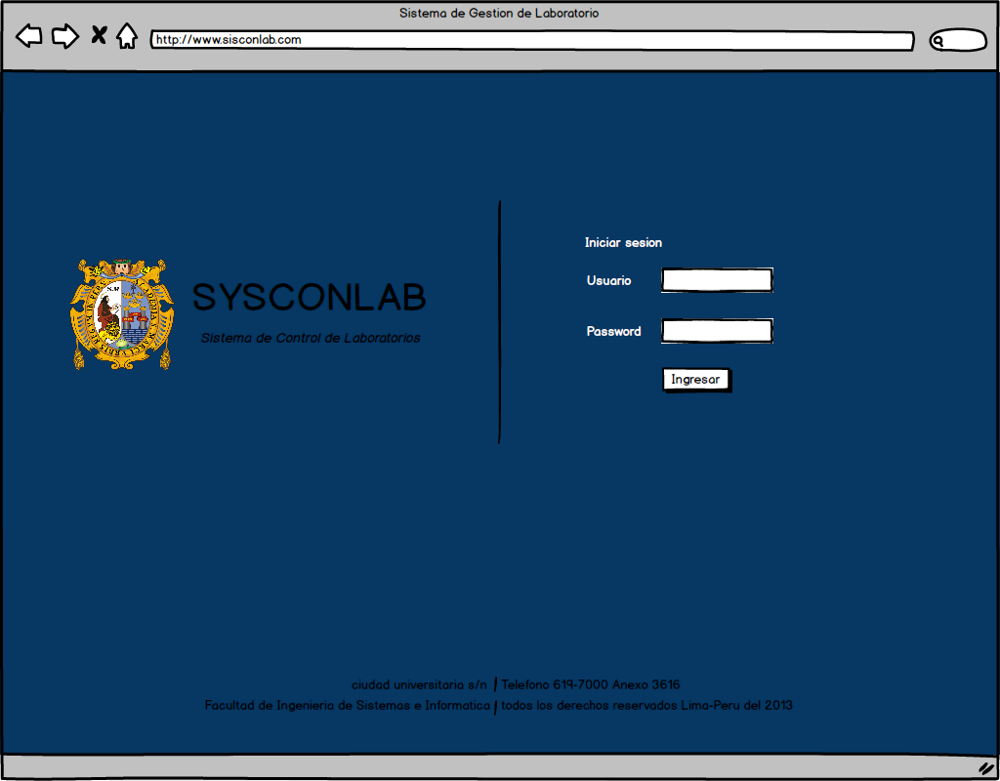 Sistema de Gestion de Laboratorio
http://www.sisconlab.com
Iniciar sesion
Usuario
Password
Ingresar
SYSCONLAB
Sistema de Control de Laboratorios
ciudad universitaria s/n | Telefono 619-7000 Anexo 3616
Facultad de Ingenieria de Sistemas e Informatica | todos los derechos reservados Lima-Peru del 2013